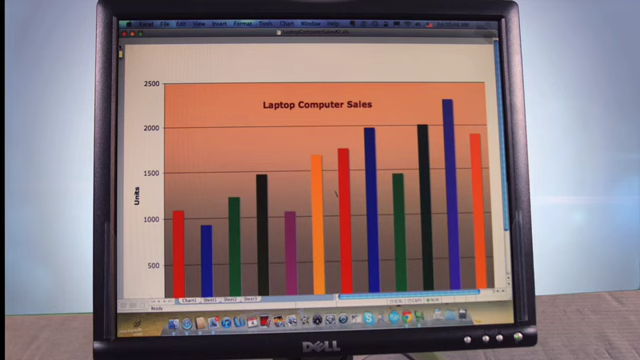 Excel File Edit View Insert Format Tools Chart Window Help
LaptopComputerSales
Laptop Computer Sales
2500
2000
1500
1000
500
Units
Chart1 Sheet1 Sheet2 Sheet3
Ready
DELL